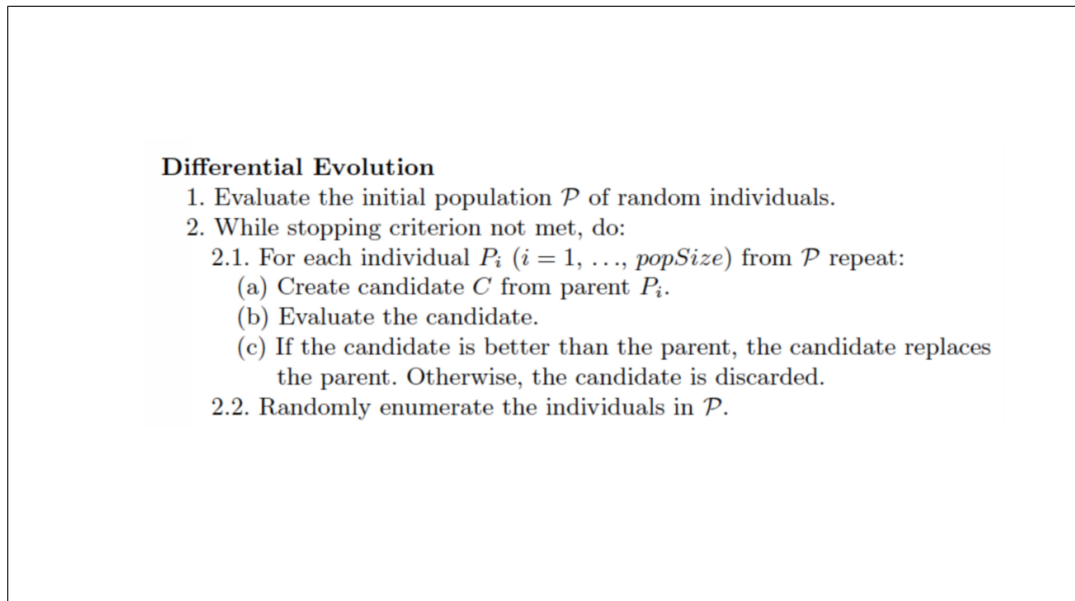 Differential Evolution
1. Evaluate the initial population 𝒫 of random individuals.
2. While stopping criterion not met, do:
2.1. For each individual Pᵢ (i = 1, ..., popSize) from 𝒫 repeat:
(a) Create candidate C from parent Pᵢ.
(b) Evaluate the candidate.
(c) If the candidate is better than the parent, the candidate replaces
the parent. Otherwise, the candidate is discarded.
2.2. Randomly enumerate the individuals in 𝒫.